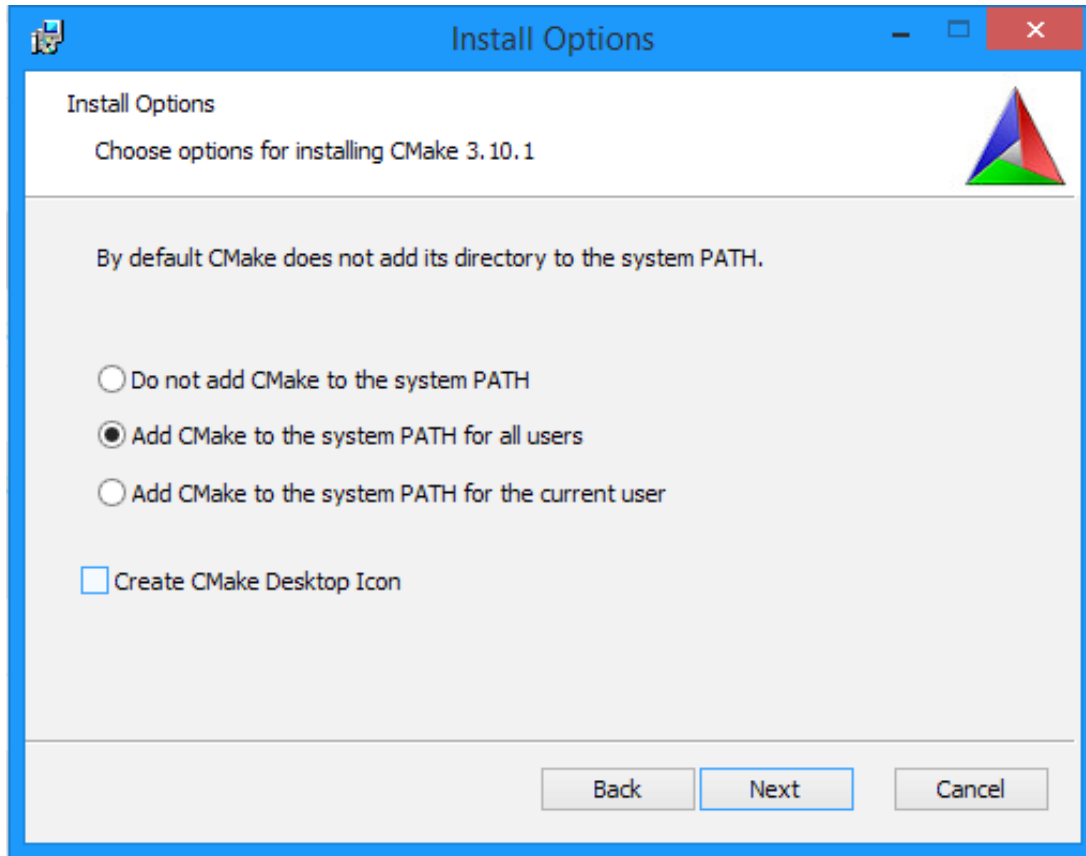 Install Options
Install Options
Choose options for installing CMake 3.10.1
By default CMake does not add its directory to the system PATH.
Do not add CMake to the system PATH
Add CMake to the system PATH for all users
Add CMake to the system PATH for the current user
Create CMake Desktop Icon
Back Next Cancel